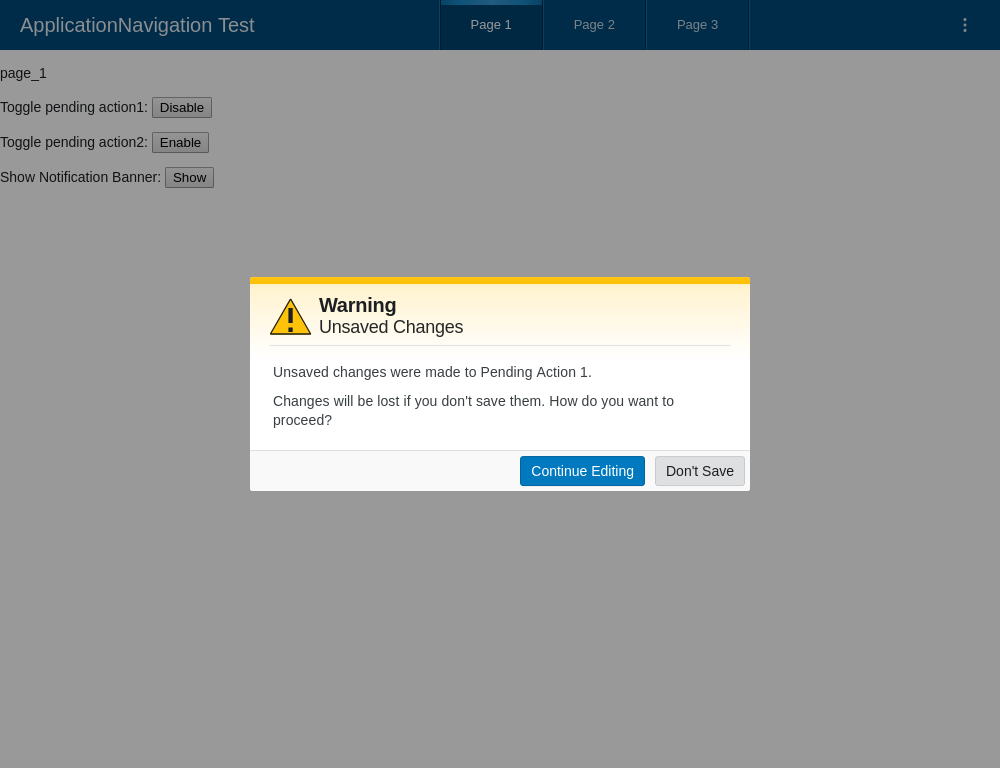 ApplicationNavigation Test
Page 1
Page 2
Page 3
page_1
Toggle pending action1: Disable
Toggle pending action2: Enable
Show Notification Banner: Show
Warning
Unsaved Changes
Unsaved changes were made to Pending Action 1.
Changes will be lost if you don't save them. How do you want to
proceed?
Continue Editing
Don't Save